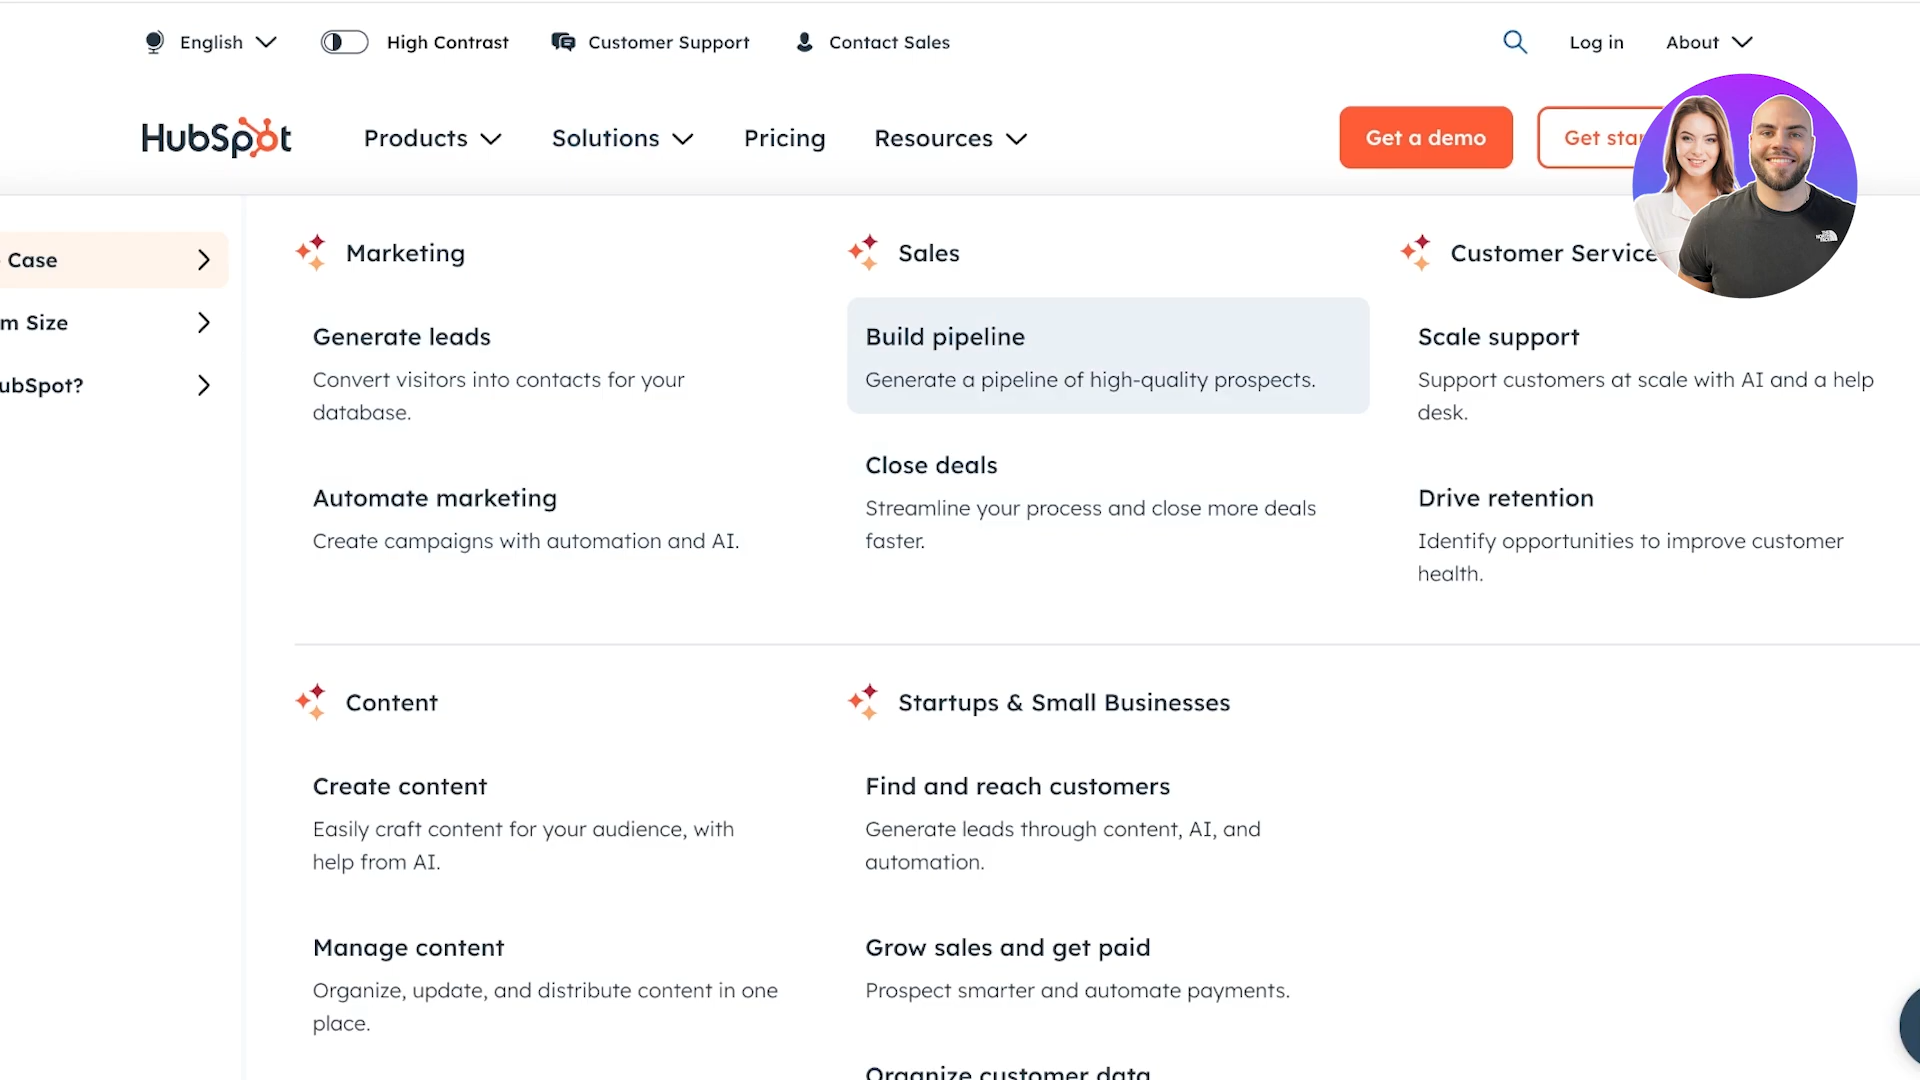 English
High Contrast
Customer Support
Contact Sales
Log in
About
HubSpot
Products
Solutions
Pricing
Resources
Get a demo
Get
Case
Size
Marketing
Generate leads
Convert visitors into contacts for your
database.
Automate marketing
Create campaigns with automation and AI.
Sales
Build pipeline
Generate a pipeline of high-quality prospects.
Close deals
Streamline your process and close more deals
faster.
Customer Service
Scale support
Support customers at scale with AI and a help
desk.
Drive retention
Identify opportunities to improve customer
health.
Content
Create content
Easily craft content for your audience, with
help from AI.
Manage content
Organize, update, and distribute content in one
place.
Startups & Small Businesses
Find and reach customers
Generate leads through content, AI, and
automation.
Grow sales and get paid
Prospect smarter and automate payments.
Organize customer data